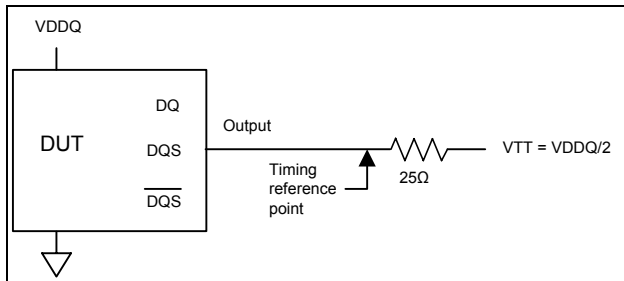 VDDQ
DUT
DQ
DQS
DQS
Output
Timing
reference
point
25Ω
VTT = VDDQ/2